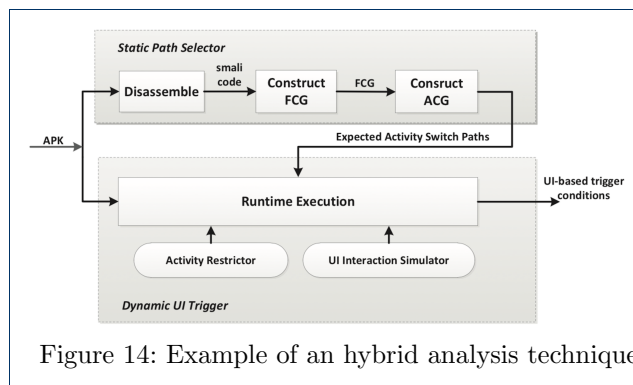 Static Path Selector
smali
code
Disassemble
Construct
FCG
FCG
Consruct
ACG
APK
Expected Activity Switch Paths
Runtime Execution
UI-based trigger
conditions
Activity Restrictor
UI Interaction Simulator
Dynamic UI Trigger
Figure 14: Example of an hybrid analysis technique